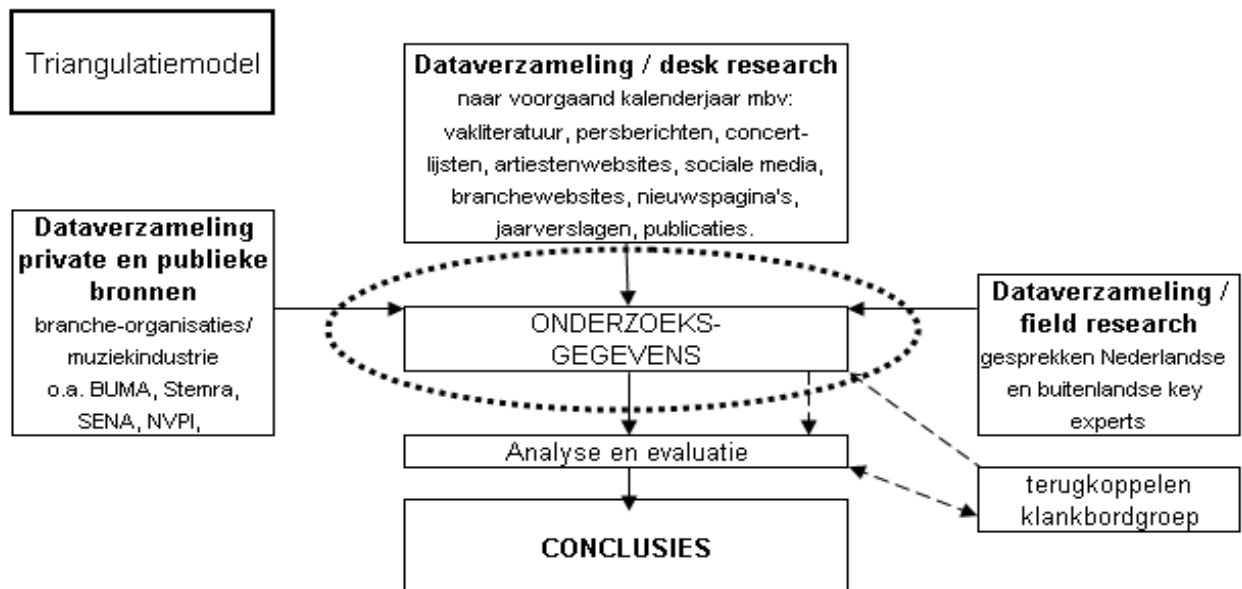 Triangulatiemodel
Dataverzameling / desk research
naar voorgaand kalenderjaar mbv:
vakliteratuur, persberichten, concert-
lijsten, artiestenwebsites, sociale media,
branchewebsites, nieuwspagina's,
jaarverslagen, publicaties.
Dataverzameling
private en publieke
bronnen
branche-organisaties/
muziekindustrie
o.a. BUMA, Stemra,
SENA, NVPI,
ONDERZOEKS-
GEGEVENS
Dataverzameling /
field research
gesprekken Nederlandse
en buitenlandse key
experts
Analyse en evaluatie
terugkoppelen
klankbordgroep
CONCLUSIES